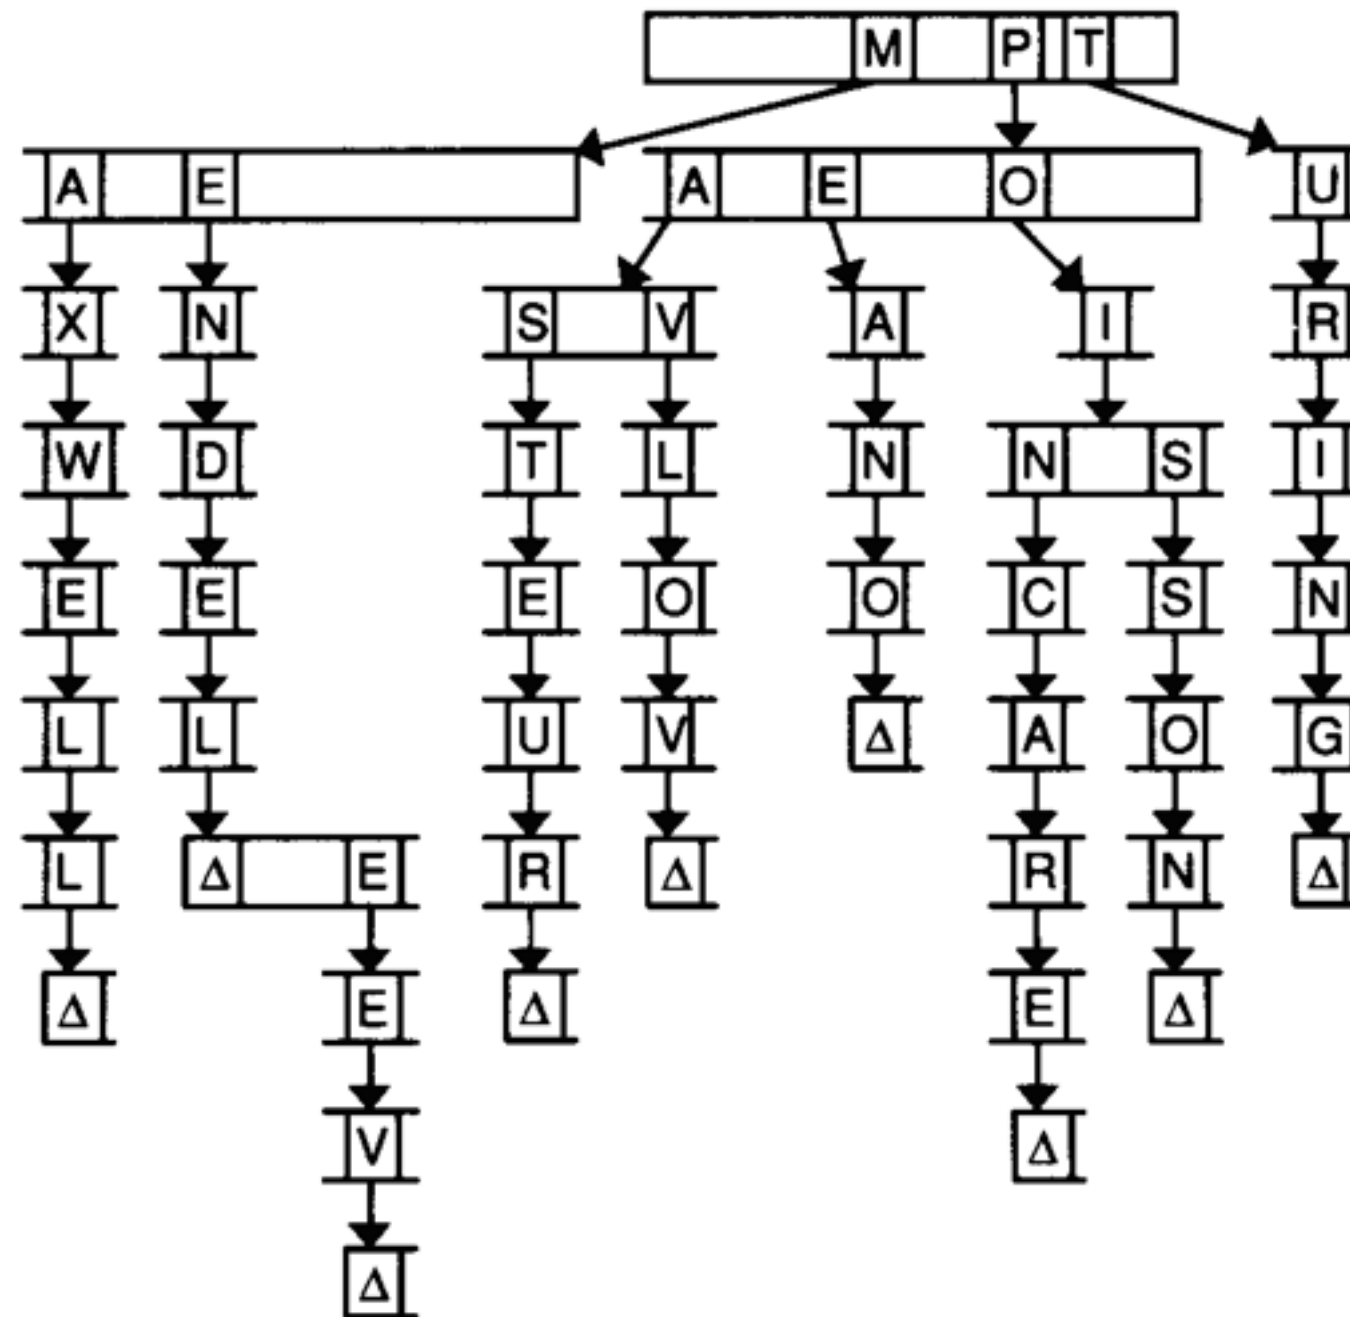 M P T
A E A E O U
X N S V A I R
W D T L N N S I
E E E O O C S N
L L U V Δ A O G
L Δ E R Δ R N Δ
Δ E Δ E Δ
V Δ
Δ